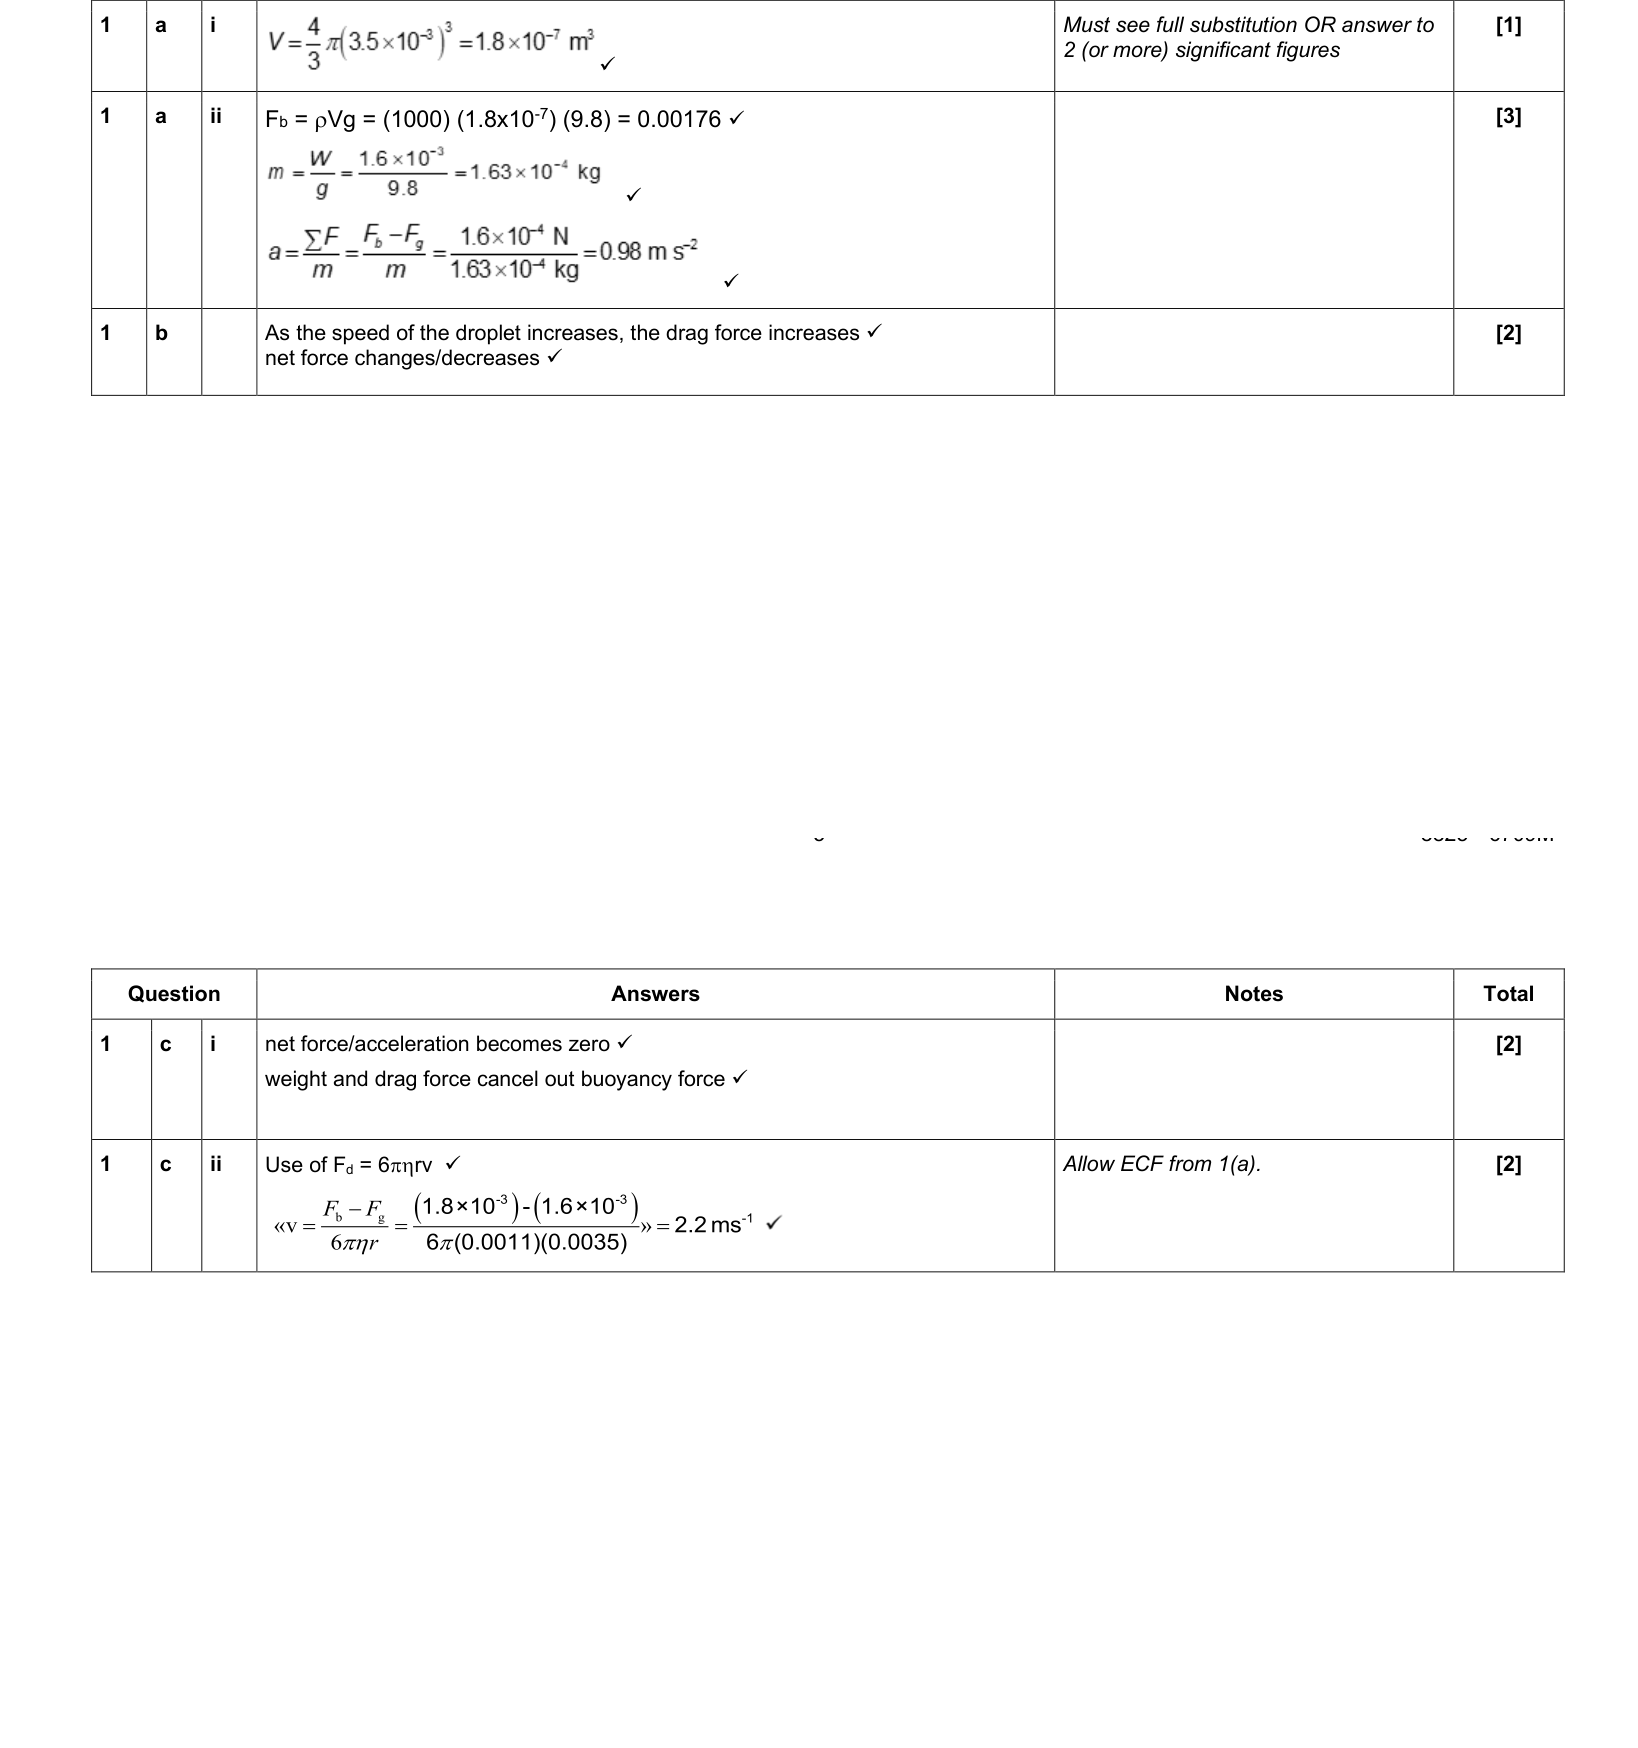 1 a i V = 4/3 π(3.5×10⁻³)³ = 1.8×10⁻⁷ m³ ✓ Must see full substitution OR answer to [1]
2 (or more) significant figures
1 a ii F_b = ρVg = (1000) (1.8x10⁻⁷) (9.8) = 0.00176 ✓ [3]
m = W/g = 1.6×10⁻³/9.8 = 1.63×10⁻⁴ kg ✓
a = ΣF/m = (F_b − F_g)/m = 1.6×10⁻⁴ N/1.63×10⁻⁴ kg = 0.98 m s⁻² ✓
1 b As the speed of the droplet increases, the drag force increases ✓ [2]
net force changes/decreases ✓
Question Answers Notes Total
1 c i net force/acceleration becomes zero ✓ [2]
weight and drag force cancel out buoyancy force ✓
1 c ii Use of F_d = 6πηrv ✓ Allow ECF from 1(a). [2]
«v = (F_b − F_g)/6πηr = (1.8×10⁻³)-(1.6×10⁻³)/6π(0.0011)(0.0035)» = 2.2 ms⁻¹ ✓